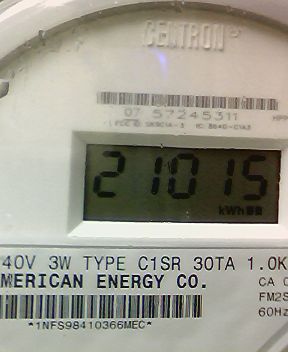 CENTRON®
07 57245311
21015
kWh
40V 3W TYPE C1SR 30TA 1.0K
MERICAN ENERGY CO.
CA 0
FM2S
60Hz
*1NFS98410366MEC*